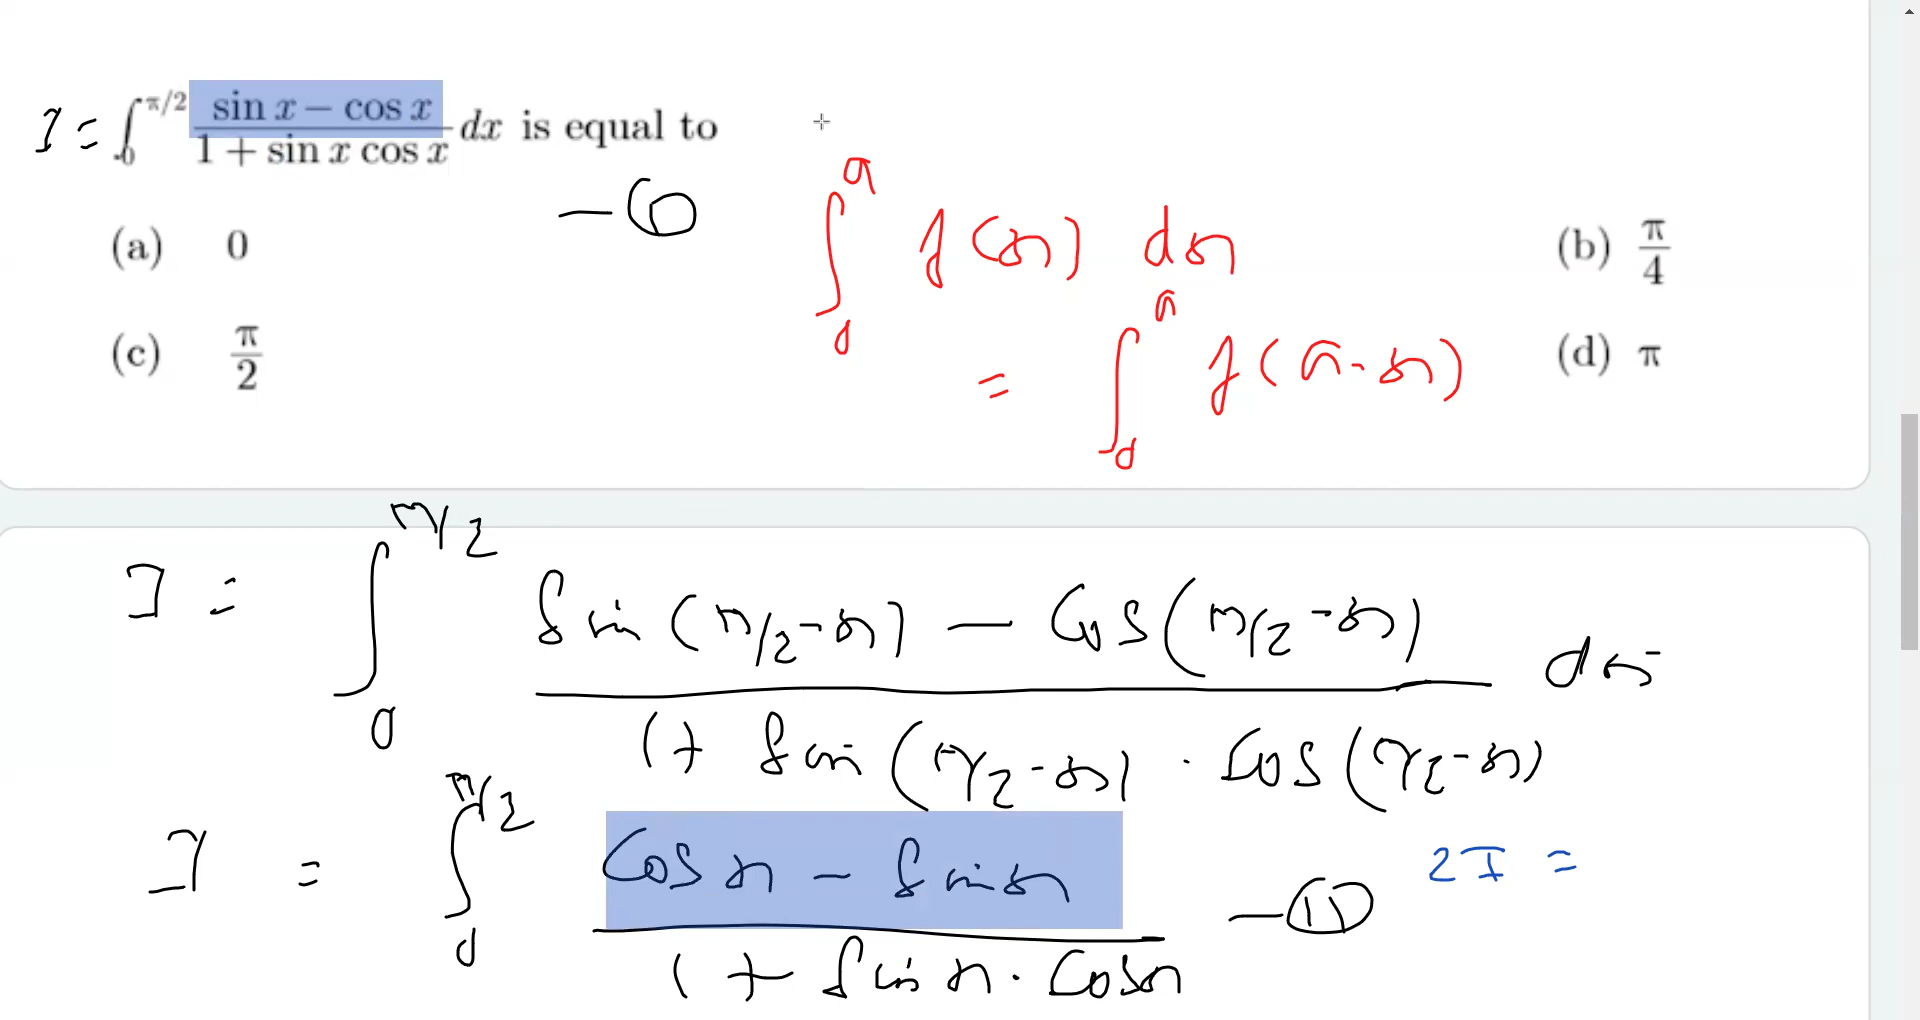 I = ∫₀^π/2 (sin x − cos x)/(1 + sin x cos x) dx is equal to
— ①
(a) 0
(b) π/4
(c) π/2
(d) π
∫₀^a f(x) dx
= ∫₀^a f(a-x)
I = ∫₀^π/2 (Sin(π/2-x) − Cos(π/2-x))/(1+ Sin(π/2-x) · Cos(π/2-x)) dx
I = ∫₀^π/2 (Cos x − Sin x)/(1 + Sin x · Cos x) — ⑪
2I =